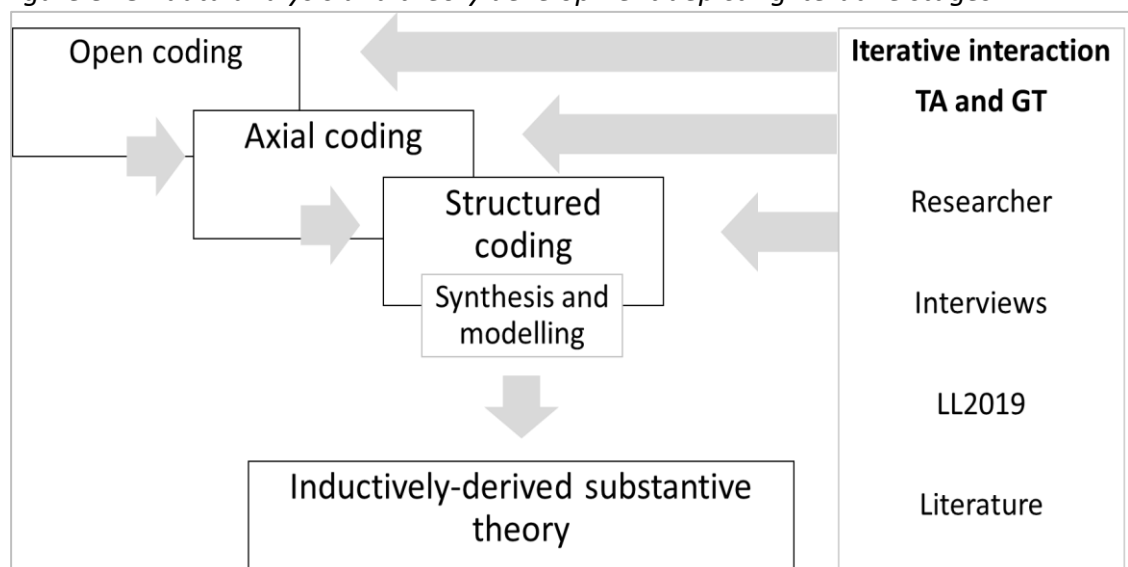 Open coding
Axial coding
Structured
coding
Synthesis and
modelling
Inductively-derived substantive
theory
Iterative interaction
TA and GT
Researcher
Interviews
LL2019
Literature